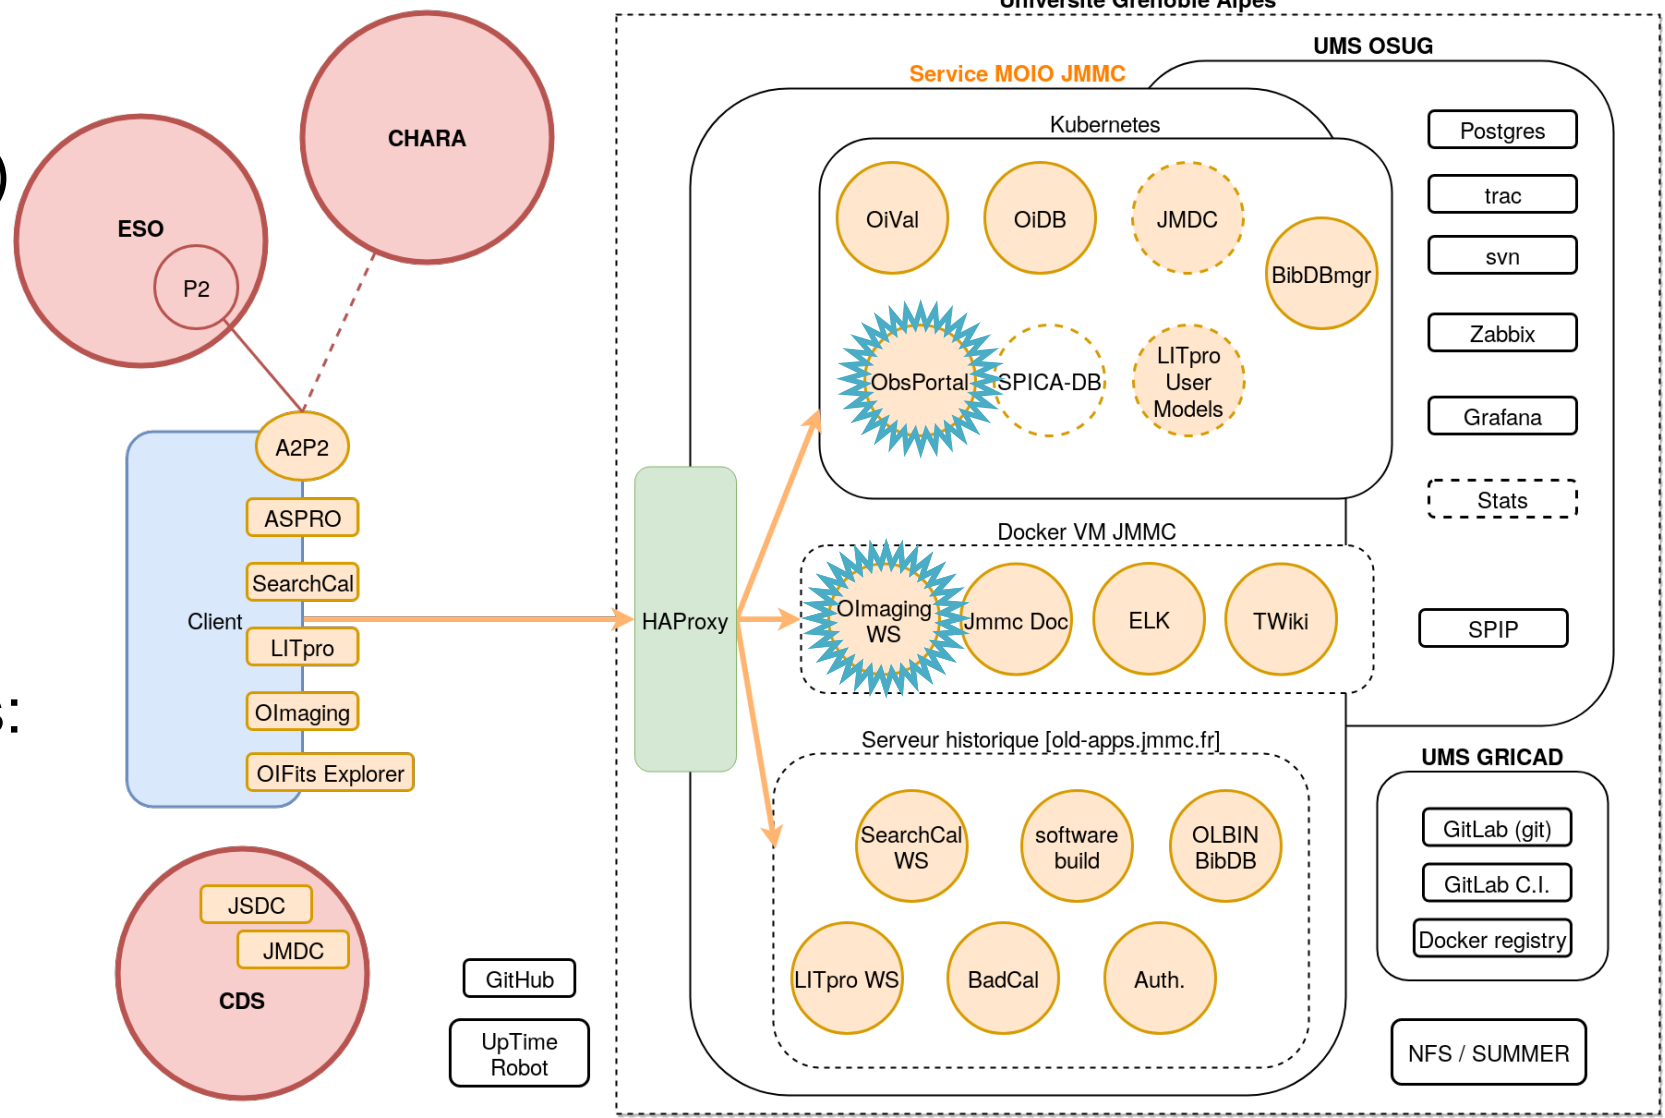 Université Grenoble Alpes
UMS OSUG
Service MOIO JMMC
CHARA
ESO
P2
)
Kubernetes
OiVal
OiDB
JMDC
BibDBmgr
ObsPortal
SPICA-DB
LITpro
User
Models
Postgres
trac
svn
Zabbix
Grafana
Stats
SPIP
A2P2
ASPRO
SearchCal
Client
LITpro
OImaging
OIFits Explorer
s:
HAProxy
Docker VM JMMC
OImaging
WS
Jmmc Doc
ELK
TWiki
Serveur historique [old-apps.jmmc.fr]
SearchCal
WS
software
build
OLBIN
BibDB
LITpro WS
BadCal
Auth.
UMS GRICAD
GitLab (git)
GitLab C.I.
Docker registry
NFS / SUMMER
JSDC
JMDC
CDS
GitHub
UpTime
Robot